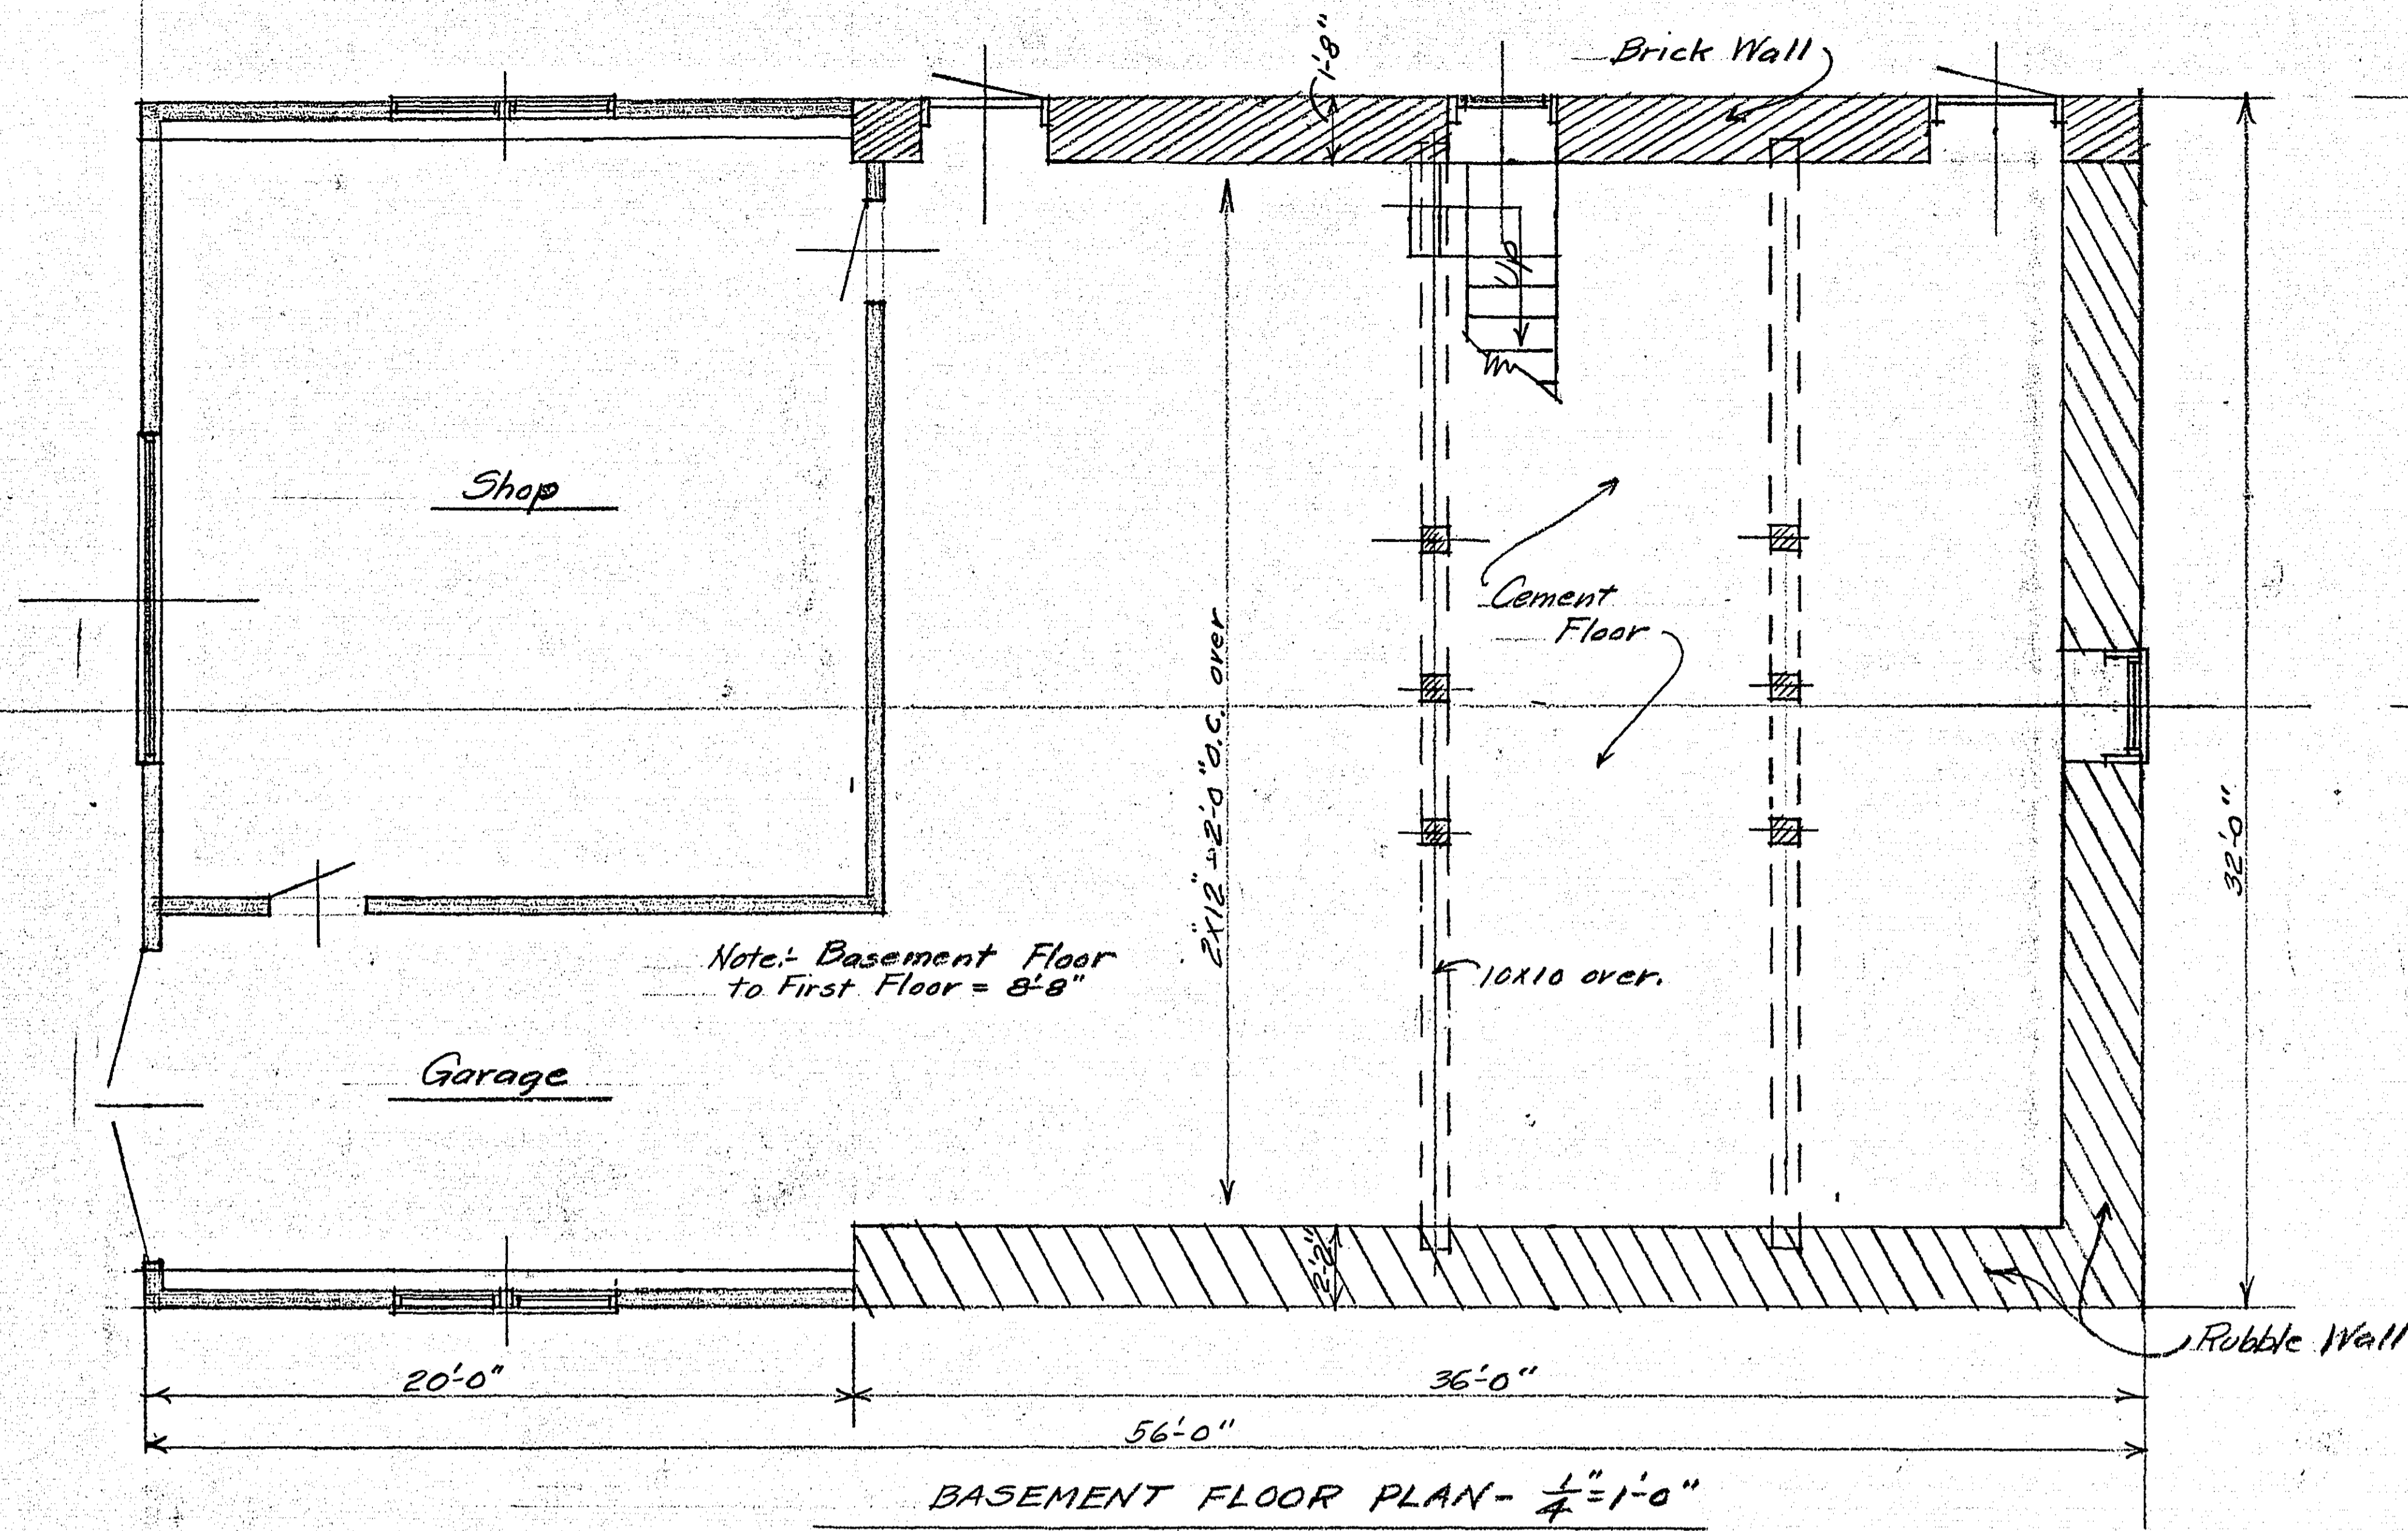 1'-8"
Brick Wall
Up
Shop
Cement
Floor
2"x12"-2'-0" O.C. over
32'-0"
Note:- Basement Floor
to First Floor = 8'-8"
10x10 over.
Garage
2'-2"
Rubble Wall
20'-0"
36'-0"
56'-0"
BASEMENT FLOOR PLAN- 1/4"=1'-0"